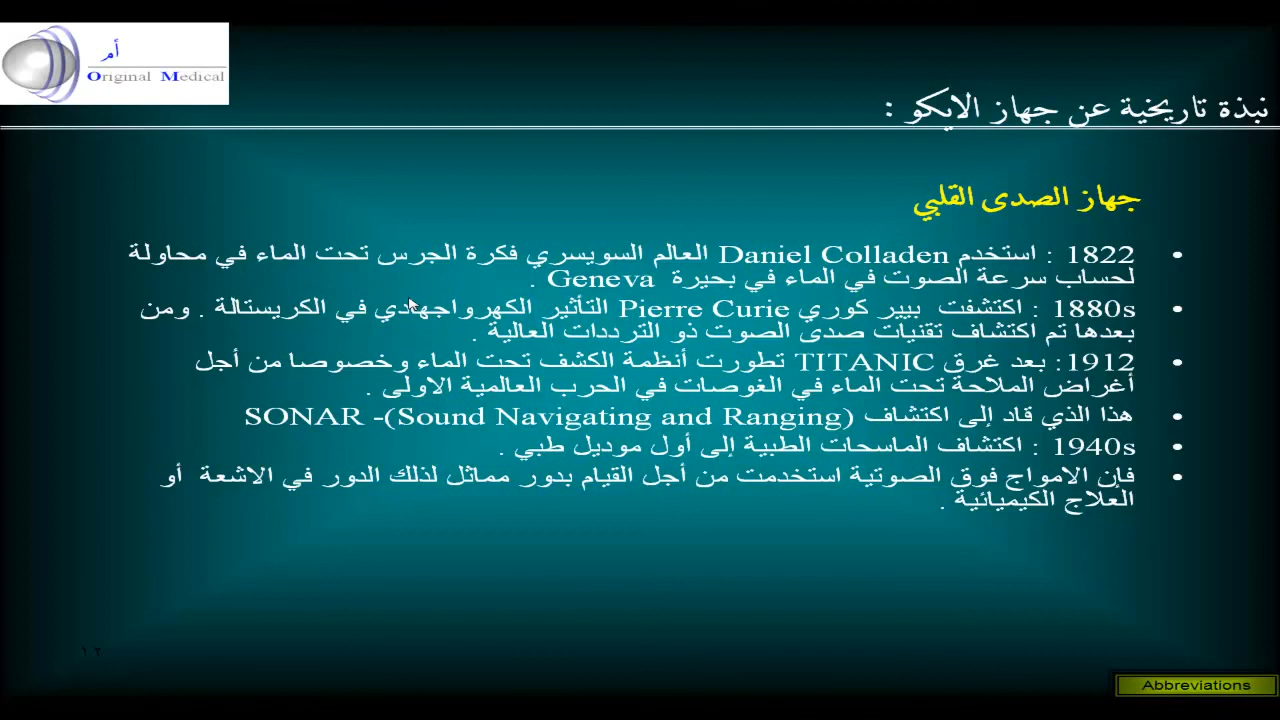 أم
Original Medical
نبذة تاريخية عن جهاز الايكو :
جهاز الصدى القلبي
• 1822 : استخدم Daniel Colladen العالم السويسري فكرة الجرس تحت الماء في محاولة
لحساب سرعة الصوت في الماء في بحيرة Geneva .
• 1880s : اكتشفت بيير كوري Pierre Curie التأثير الكهرواجهادي في الكريستالة . ومن
بعدها تم اكتشاف تقنيات صدى الصوت ذو الترددات العالية .
• 1912: بعد غرق TITANIC تطورت أنظمة الكشف تحت الماء وخصوصا من أجل
أغراض الملاحة تحت الماء في الغوصات في الحرب العالمية الاولى .
• هذا الذي قاد إلى اكتشاف SONAR -(Sound Navigating and Ranging)
• 1940s : اكتشاف الماسحات الطبية إلى أول موديل طبي .
• فإن الامواج فوق الصوتية استخدمت من أجل القيام بدور مماثل لذلك الدور في الاشعة أو
العلاج الكيميائية .
١٢
Abbreviations